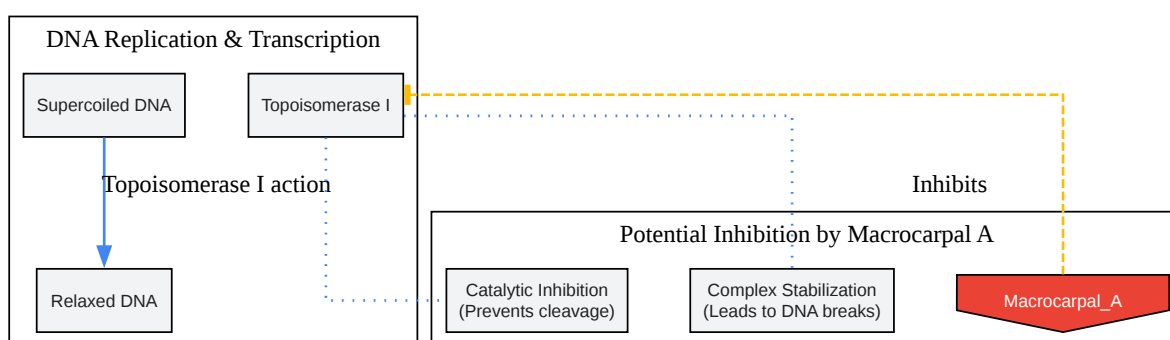 DNA Replication & Transcription
Supercoiled DNA
Topoisomerase I
Topoisomerase I action
Inhibits
Potential Inhibition by Macrocarpal A
Relaxed DNA
Catalytic Inhibition
(Prevents cleavage)
Complex Stabilization
(Leads to DNA breaks)
Macrocarpal_A